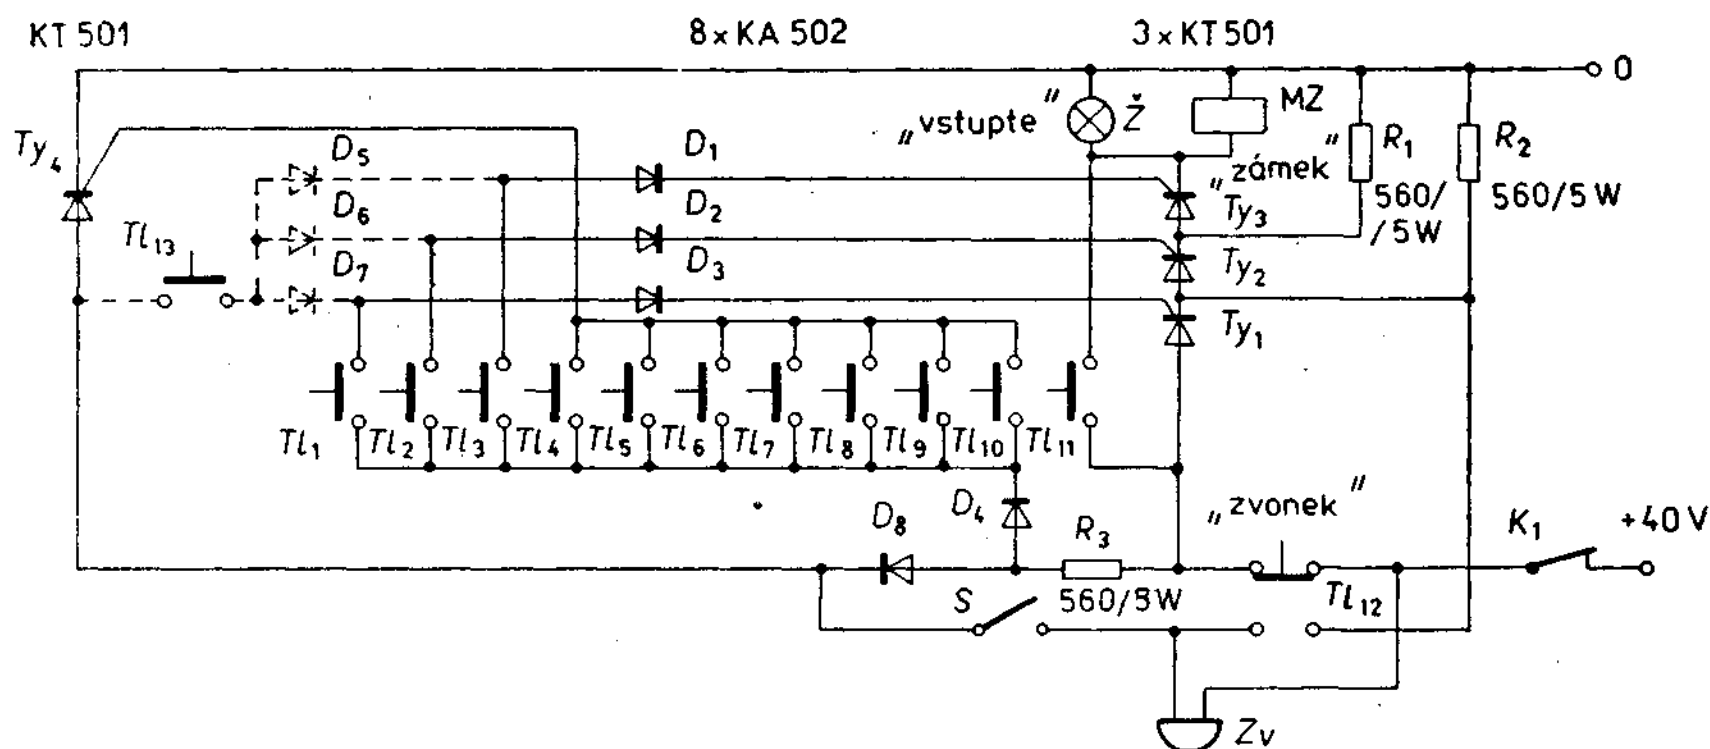 KT 501
8 x KA 502
3 x KT 501
0
MZ
Ž
„vstupte"
Ty4
D5
D1
„zámek"
R1
R2
D6
D2
Ty3
560/
/5W
560/5 W
Tl13
D7
D3
Ty2
Ty1
Tl1
Tl2
Tl3
Tl4
Tl5
Tl6
Tl7
Tl8
Tl9
Tl10
Tl11
D8
D4
R3
„zvonek"
K1
+40 V
S
560/5W
Tl12
Zv